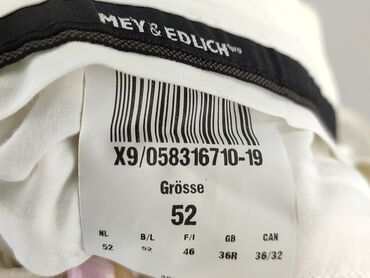 MEY & EDLICH
X9/058316710-19
Grösse
52
NL B/L F/I GB CAN
52 52 46 36R 36/32